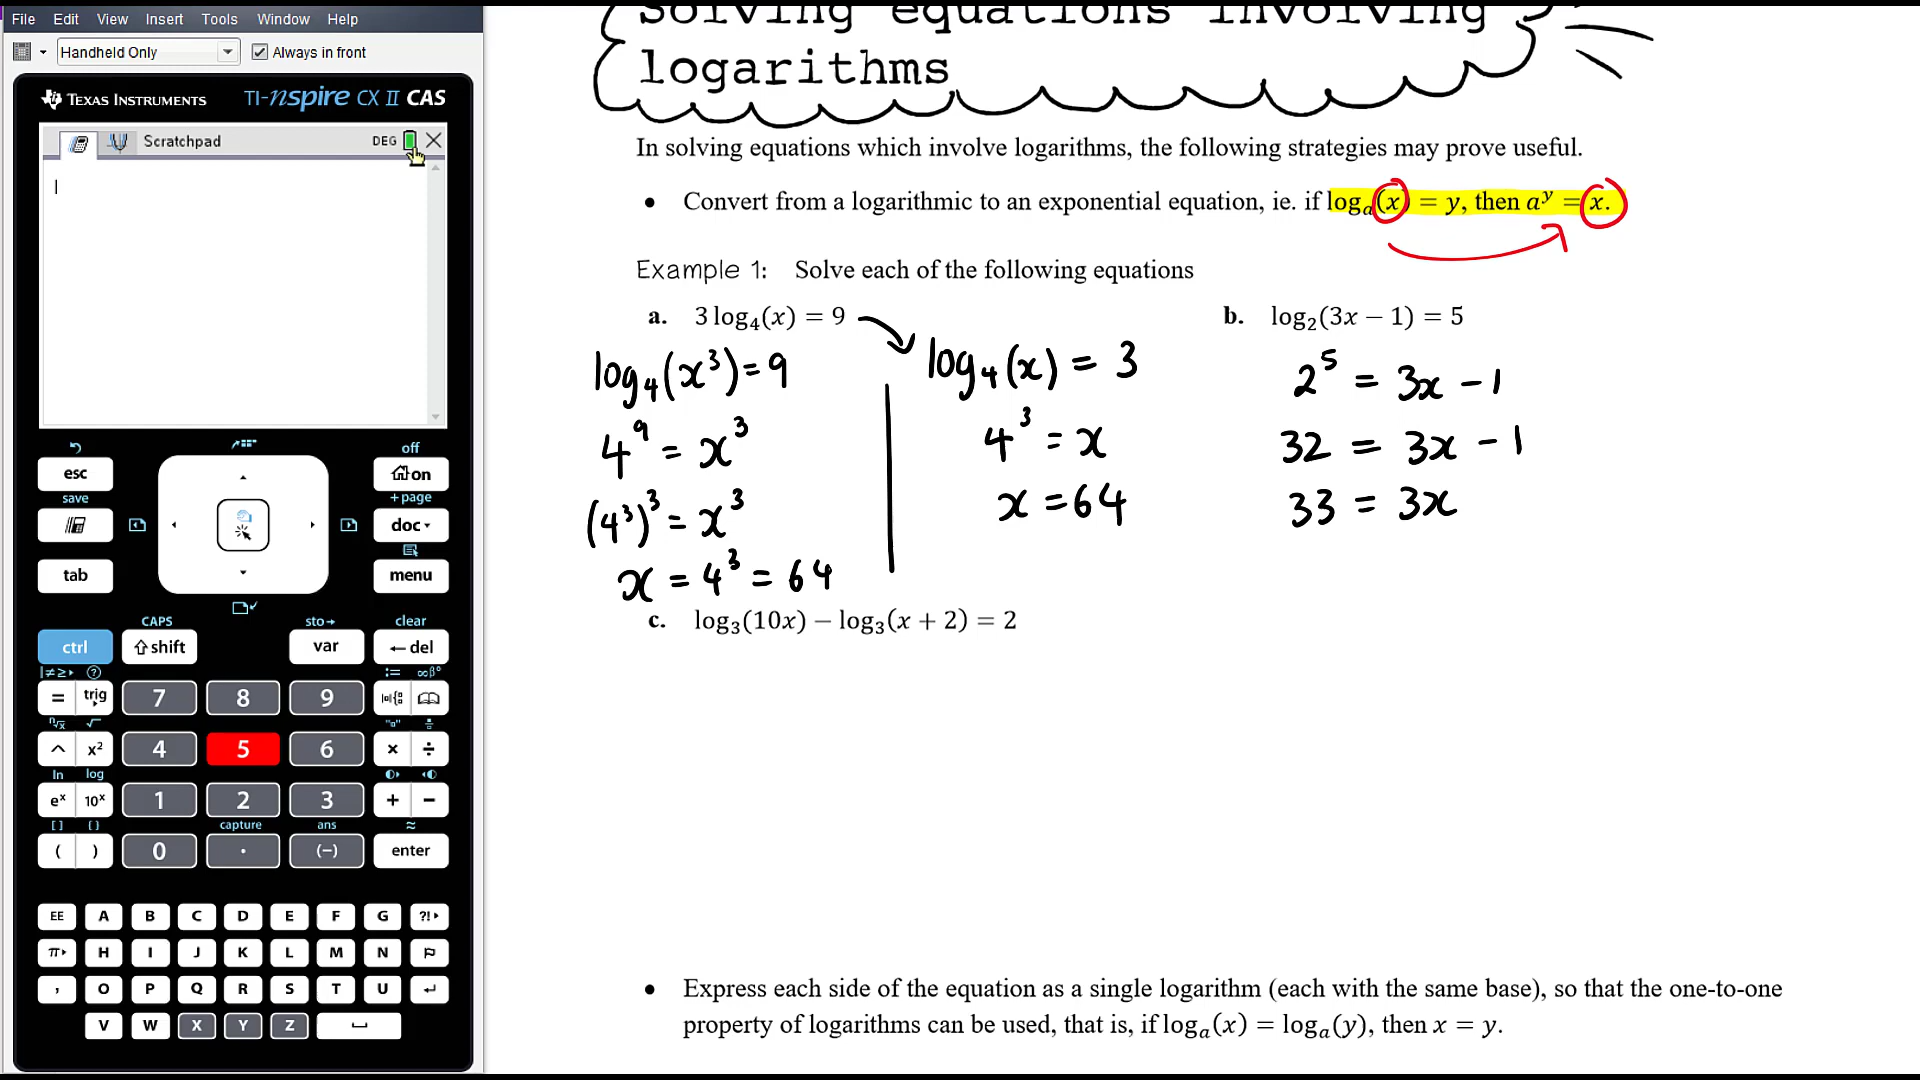 File Edit View Insert Tools Window Help
Handheld Only Always in front
TEXAS INSTRUMENTS TI-nspire CX II CAS
Scratchpad DEG
off
esc on
save +page
doc
tab menu
CAPS sto→ clear
ctrl ⇧shift var ←del
|≠≥▸ ? := ∞β°
= trig 7 8 9
ⁿ√x √ "▫" ÷
^ x² 4 5 6 × ÷
ln log
eˣ 10ˣ 1 2 3 + −
[] {} capture ans ≈
( ) 0 . (−) enter
EE A B C D E F G ?!▸
π▸ H I J K L M N
, O P Q R S T U ↵
V W X Y Z
Solving equations involving
logarithms
In solving equations which involve logarithms, the following strategies may prove useful.
• Convert from a logarithmic to an exponential equation, ie. if logₐ(x) = y, then aʸ = x.
Example 1: Solve each of the following equations
a. 3 log₄(x) = 9
log₄(x³) = 9
4⁹ = x³
(4³)³ = x³
x = 4³ = 64
log₄(x) = 3
4³ = x
x = 64
b. log₂(3x − 1) = 5
2⁵ = 3x − 1
32 = 3x − 1
33 = 3x
c. log₃(10x) − log₃(x + 2) = 2
• Express each side of the equation as a single logarithm (each with the same base), so that the one-to-one
property of logarithms can be used, that is, if logₐ(x) = logₐ(y), then x = y.